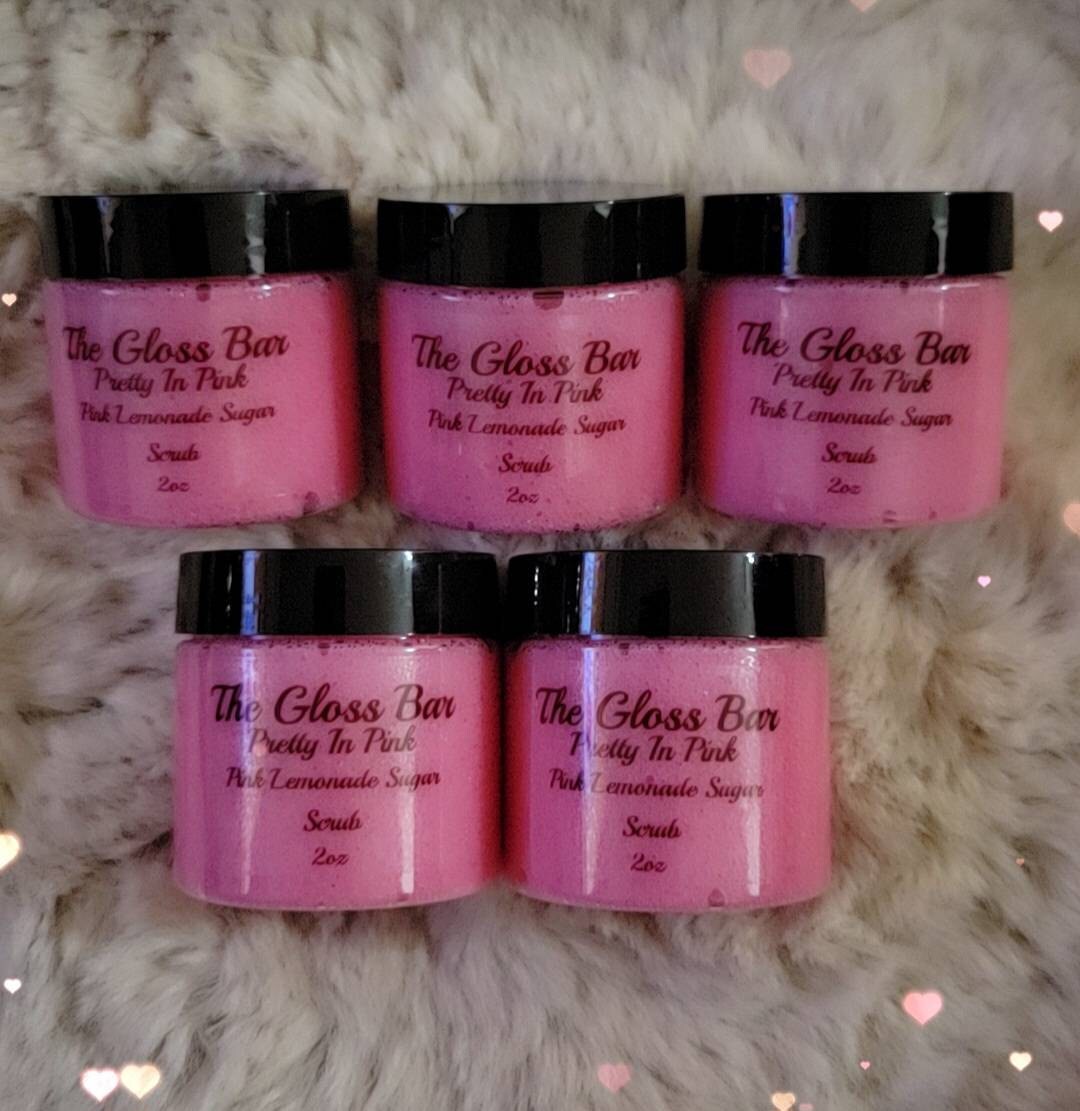 The Gloss Bar
Pretty In Pink
Pink Lemonade Sugar
Scrub
2oz
The Gloss Bar
Pretty In Pink
Pink Lemonade Sugar
Scrub
2oz
The Gloss Bar
Pretty In Pink
Pink Lemonade Sugar
Scrub
2oz
The Gloss Bar
Pretty In Pink
Pink Lemonade Sugar
Scrub
2oz
The Gloss Bar
Pretty In Pink
Pink Lemonade Sugar
Scrub
2oz